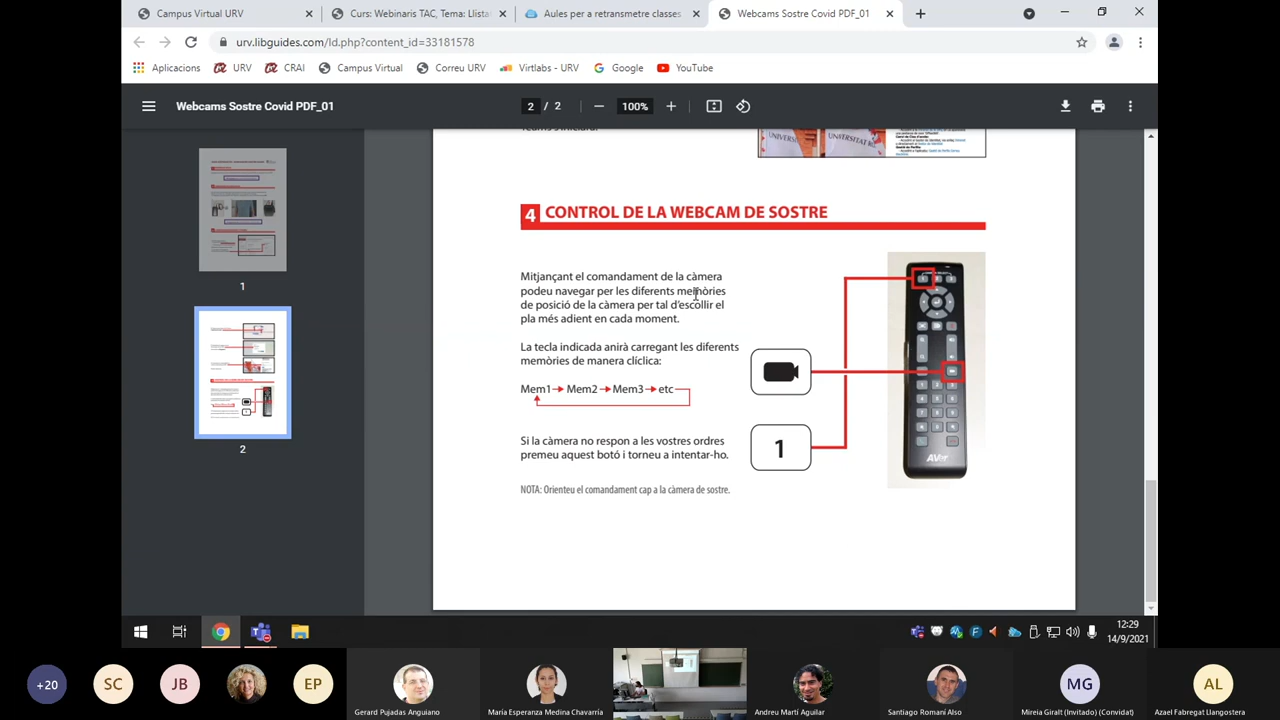 Campus Virtual URV
Curs: Webinaris TAC, Tema: Llista
Aules per a retransmetre classes
Webcams Sostre Covid PDF_01
urv.libguides.com/ld.php?content_id=33181578
Aplicacions
URV
CRAI
Campus Virtual
Correu URV
Virtlabs - URV
Google
YouTube
Webcams Sostre Covid PDF_01
2 / 2
100%
Teams s'iniciarà.
UNIVERSITAT RO
4 CONTROL DE LA WEBCAM DE SOSTRE
Mitjançant el comandament de la càmera
podeu navegar per les diferents memòries
de posició de la càmera per tal d'escollir el
pla més adient en cada moment.
La tecla indicada anirà carregant les diferents
memòries de manera clíclica:
Mem1 Mem2 Mem3 etc
Si la càmera no respon a les vostres ordres
premeu aquest botó i torneu a intentar-ho.
1
NOTA: Orienteu el comandament cap a la càmera de sostre.
AVer
1
2
12:29
14/9/2021
+20
SC
JB
EP
MG
AL
Gerard Pujadas Anguiano
Maria Esperanza Medina Chavarria
Andreu Martí Aguilar
Santiago Romani Also
Mireia Giralt (Invitado) (Convidat)
Azael Fabregat Llangostera